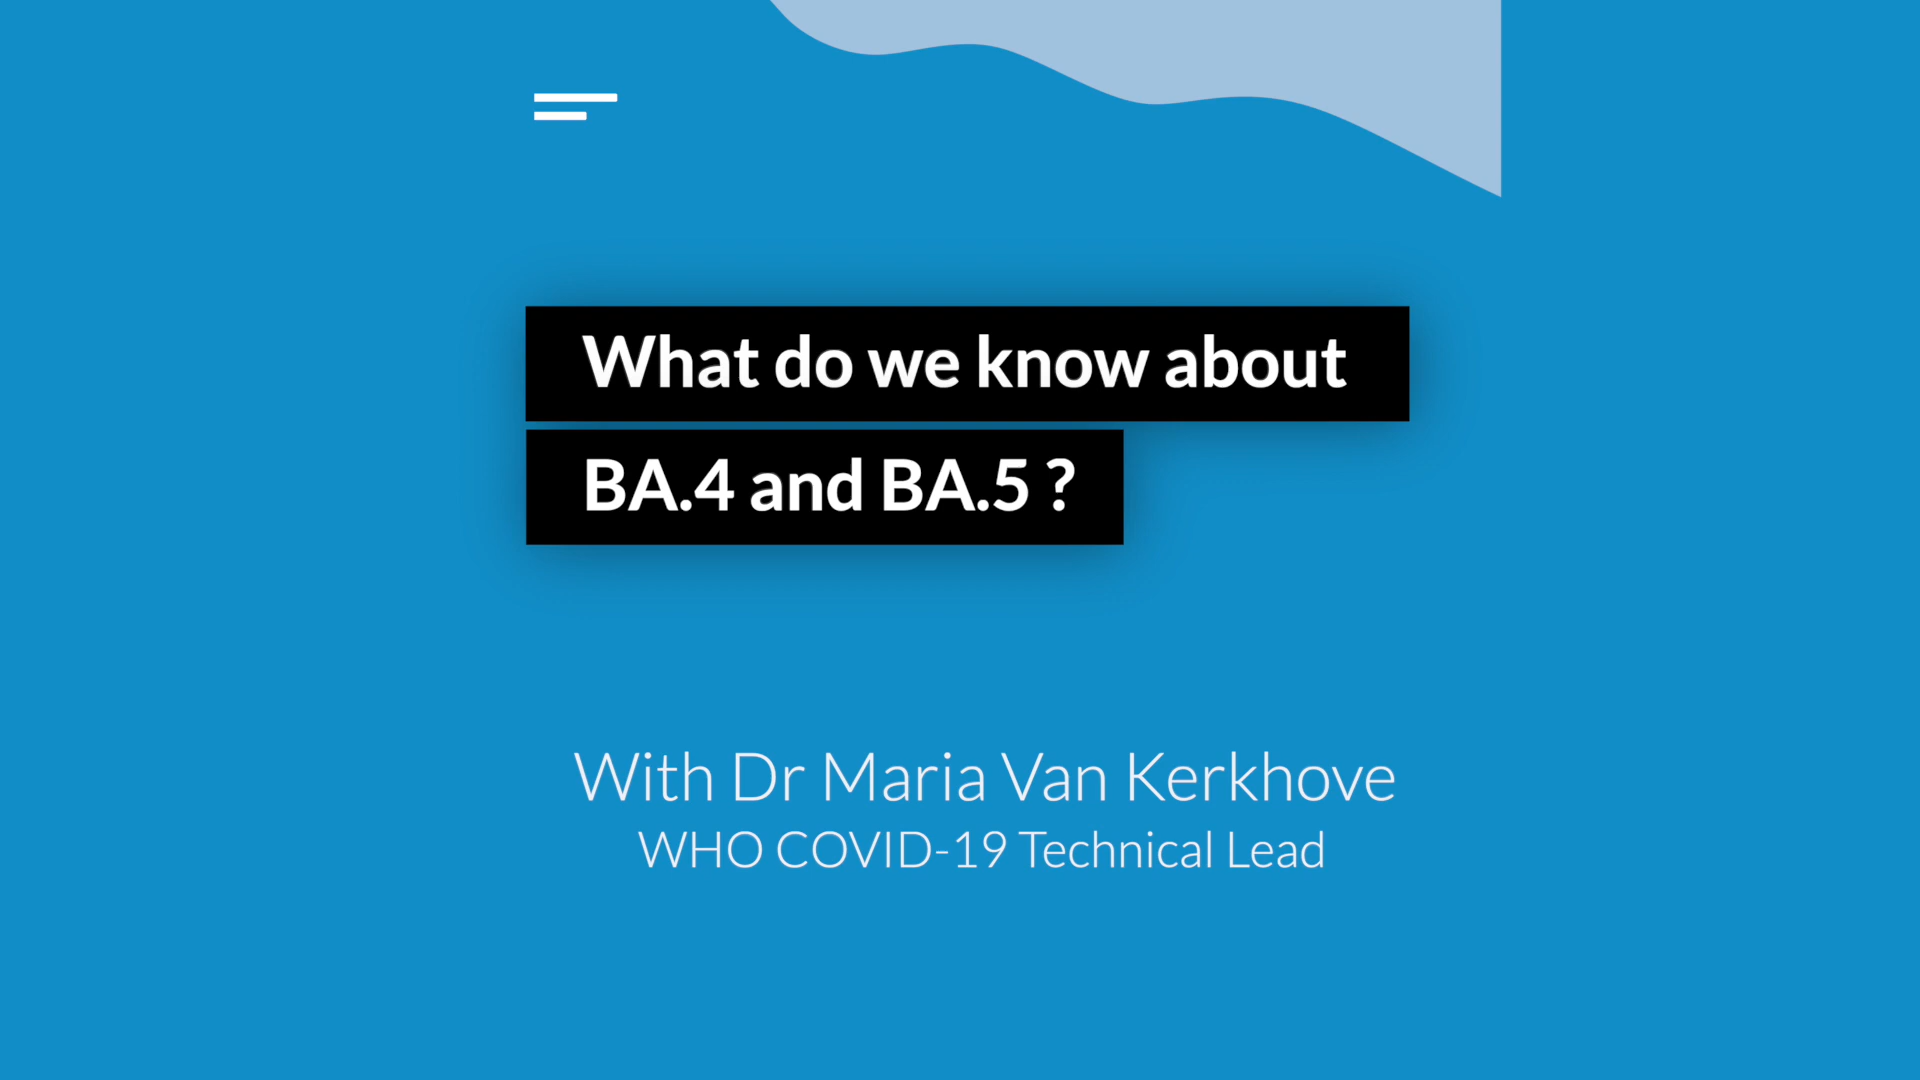 What do we know about
BA.4 and BA.5 ?
With Dr Maria Van Kerkhove
WHO COVID-19 Technical Lead